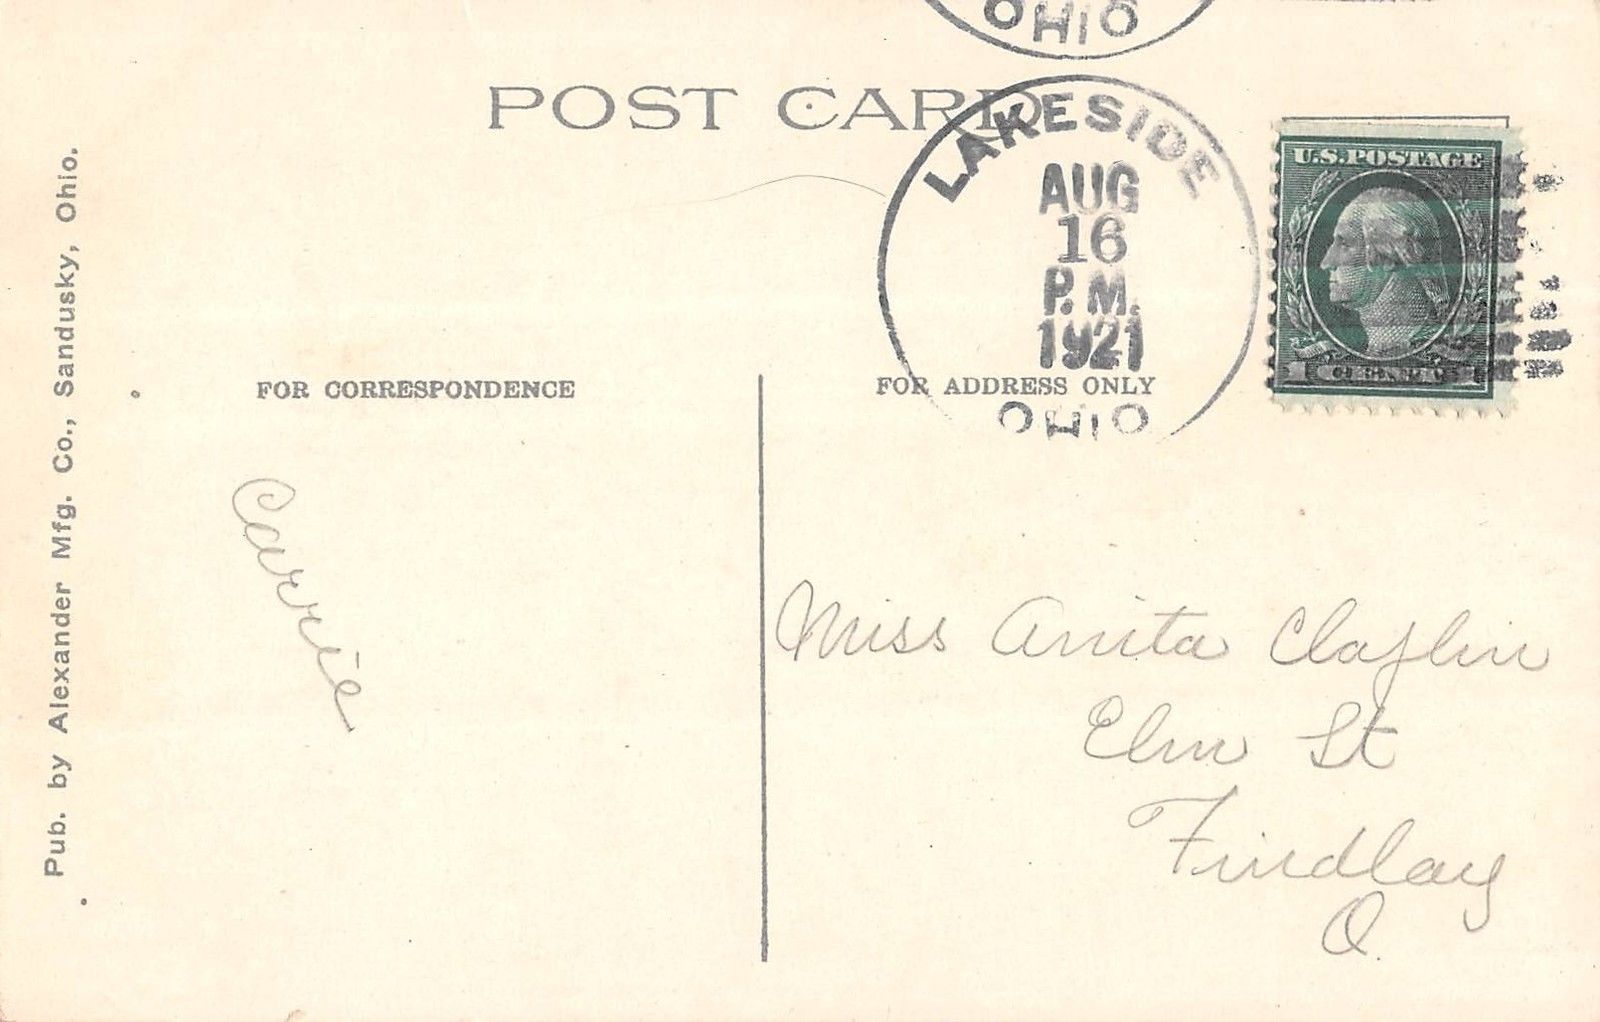 OHIO
POST CARD
LAKESIDE
AUG
16
P.M.
1921
OHIO
U.S.POSTAGE
Pub. by Alexander Mfg. Co., Sandusky, Ohio.
FOR CORRESPONDENCE
FOR ADDRESS ONLY
Carrie
Miss Anita Claflin
Elm St
Findlay
O.